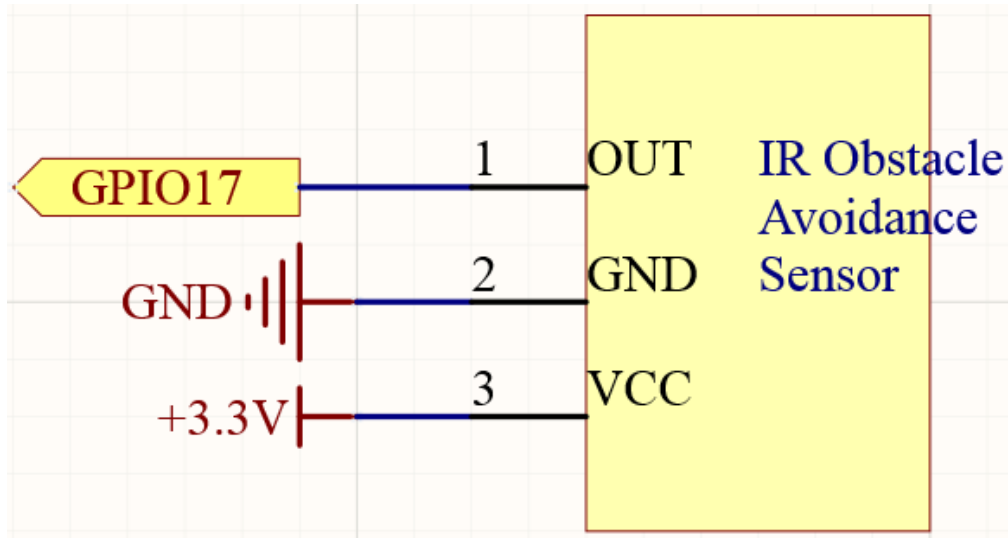 GPIO17
1
OUT
IR Obstacle
Avoidance
Sensor
GND
2
GND
+3.3V
3
VCC